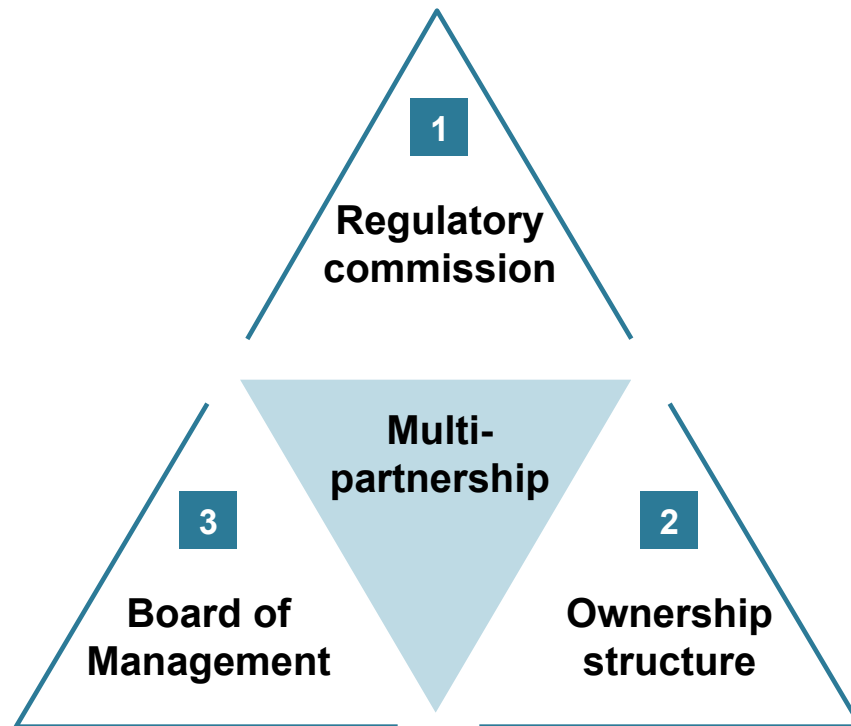 1
Regulatory
commission
Multi-
partnership
3
Board of
Management
2
Ownership
structure